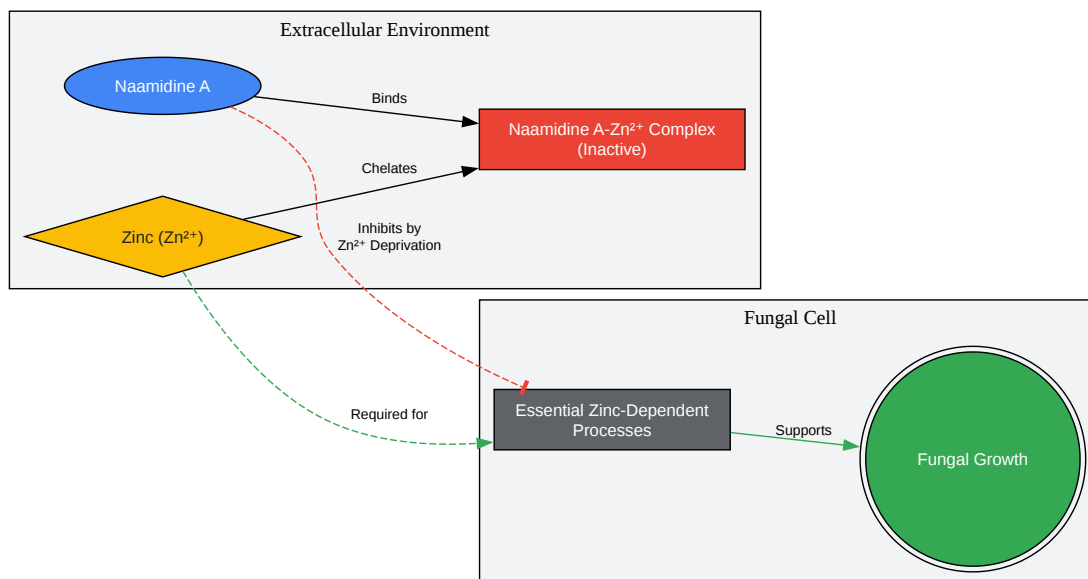 Extracellular Environment
Naamidine A
Binds
Naamidine A-Zn²⁺ Complex
(Inactive)
Chelates
Zinc (Zn²⁺)
Inhibits by
Zn²⁺ Deprivation
Fungal Cell
Required for
Essential Zinc-Dependent
Processes
Supports
Fungal Growth